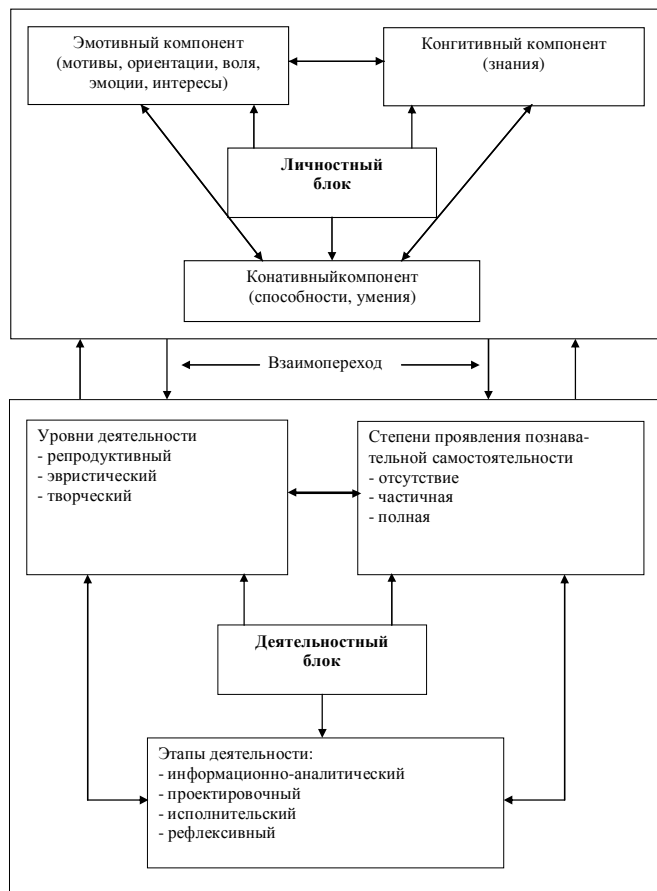 Эмотивный компонент
(мотивы, ориентации, воля,
эмоции, интересы)
Конгитивный компонент
(знания)
Личностный
блок
Конативныйкомпонент
(способности, умения)
Взаимопереход
Уровни деятельности
- репродуктивный
- эвристический
- творческий
Степени проявления познава-
тельной самостоятельности
- отсутствие
- частичная
- полная
Деятельностный
блок
Этапы деятельности:
- информационно-аналитический
- проектировочный
- исполнительский
- рефлексивный